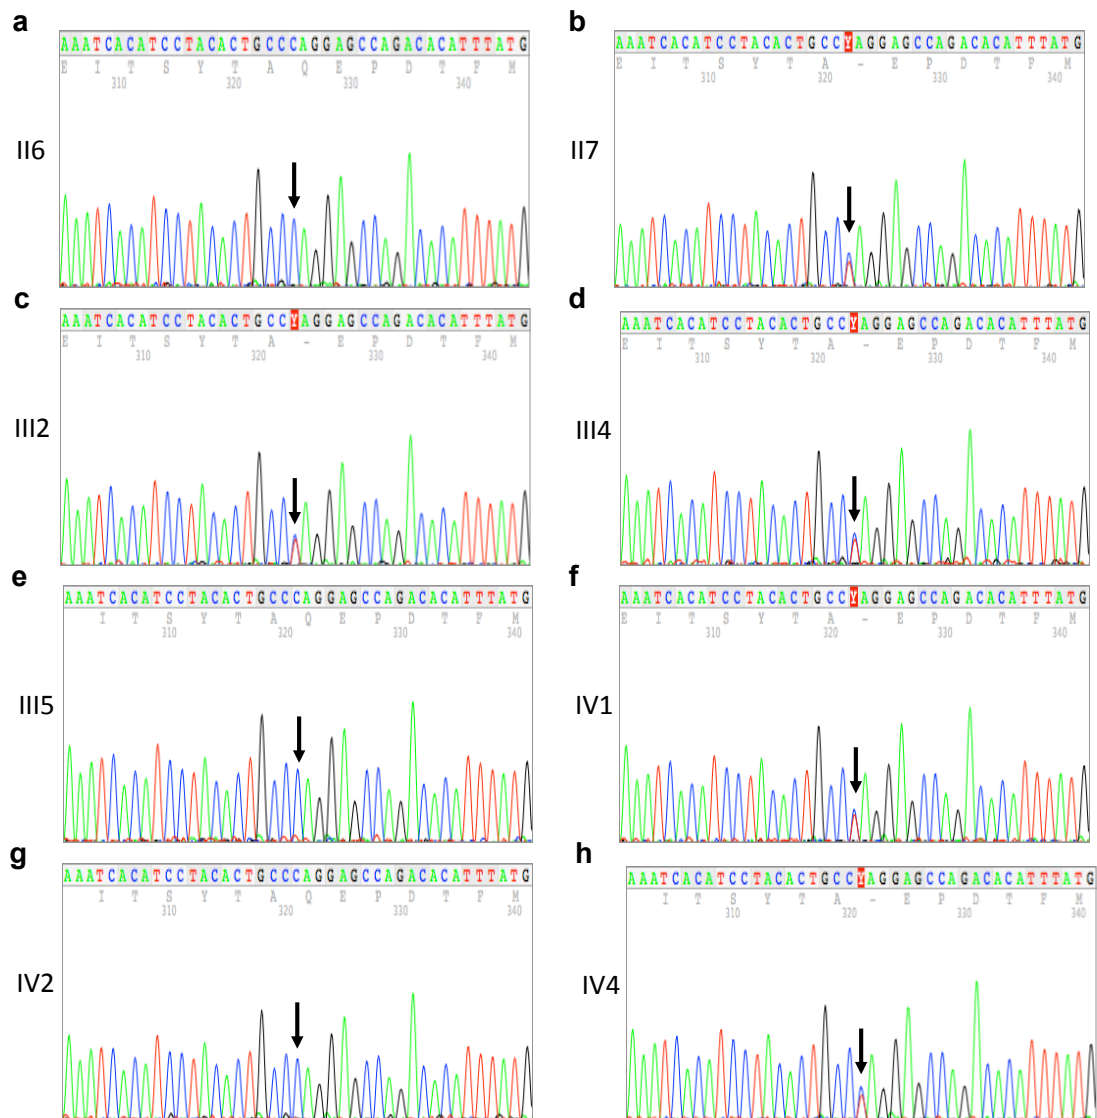 a
AAATCACATCCTACACTGCCCAGGAGCCAGACACATTTATG
E I T S Y T A Q E P D T F M
310 320 330 340
II6
b
AAATCACATCCTACACTGCCYAGGAGCCAGACACATTTATG
E I T S Y T A – E P D T F M
310 320 330 340
II7
c
AAATCACATCCTACACTGCCYAGGAGCCAGACACATTTATG
E I T S Y T A – E P D T F M
310 320 330 340
III2
d
AAATCACATCCTACACTGCCYAGGAGCCAGACACATTTATG
E I T S Y T A – E P D T F M
310 320 330 340
III4
e
AAATCACATCCTACACTGCCCAGGAGCCAGACACATTTATG
I T S Y T A Q E P D T F M
310 320 330 340
III5
f
AAATCACATCCTACACTGCCYAGGAGCCAGACACATTTATG
E I T S Y T A – E P D T F M
310 320 330 340
IV1
g
AAATCACATCCTACACTGCCCAGGAGCCAGACACATTTATG
I T S Y T A Q E P D T F M
310 320 330 340
IV2
h
AAATCACATCCTACACTGCCYAGGAGCCAGACACATTTATG
I T S Y T A – E P D T F M
310 320 330 340
IV4